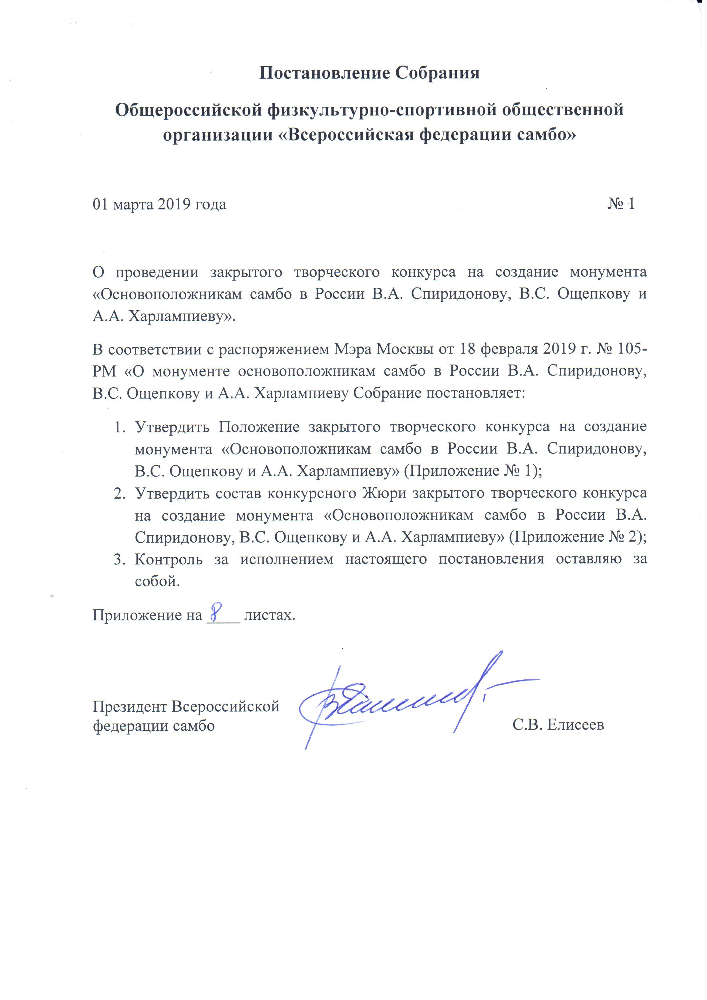 Постановление Собрания
Общероссийской физкультурно-спортивной общественной
организации «Всероссийская федерации самбо»
01 марта 2019 года № 1
О проведении закрытого творческого конкурса на создание монумента
«Основоположникам самбо в России В.А. Спиридонову, В.С. Ощепкову и
А.А. Харлампиеву».
В соответствии с распоряжением Мэра Москвы от 18 февраля 2019 г. № 105-
РМ «О монументе основоположникам самбо в России В.А. Спиридонову,
В.С. Ощепкову и А.А. Харлампиеву Собрание постановляет:
1. Утвердить Положение закрытого творческого конкурса на создание
монумента «Основоположникам самбо в России В.А. Спиридонову,
В.С. Ощепкову и А.А. Харлампиеву» (Приложение № 1);
2. Утвердить состав конкурсного Жюри закрытого творческого конкурса
на создание монумента «Основоположникам самбо в России В.А.
Спиридонову, В.С. Ощепкову и А.А. Харлампиеву» (Приложение № 2);
3. Контроль за исполнением настоящего постановления оставляю за
собой.
Приложение на 8 листах.
Президент Всероссийской
федерации самбо С.В. Елисеев